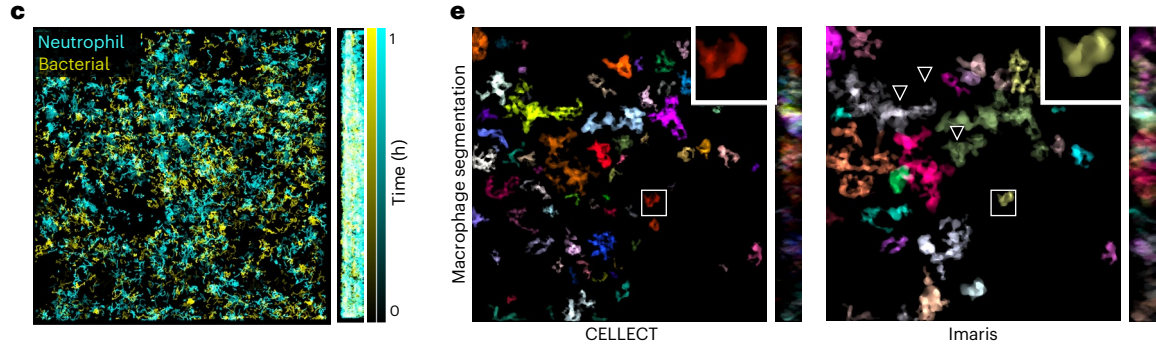 c
Neutrophil
Bacterial
1
Time (h)
0
e
Macrophage segmentation
CELLECT
Imaris